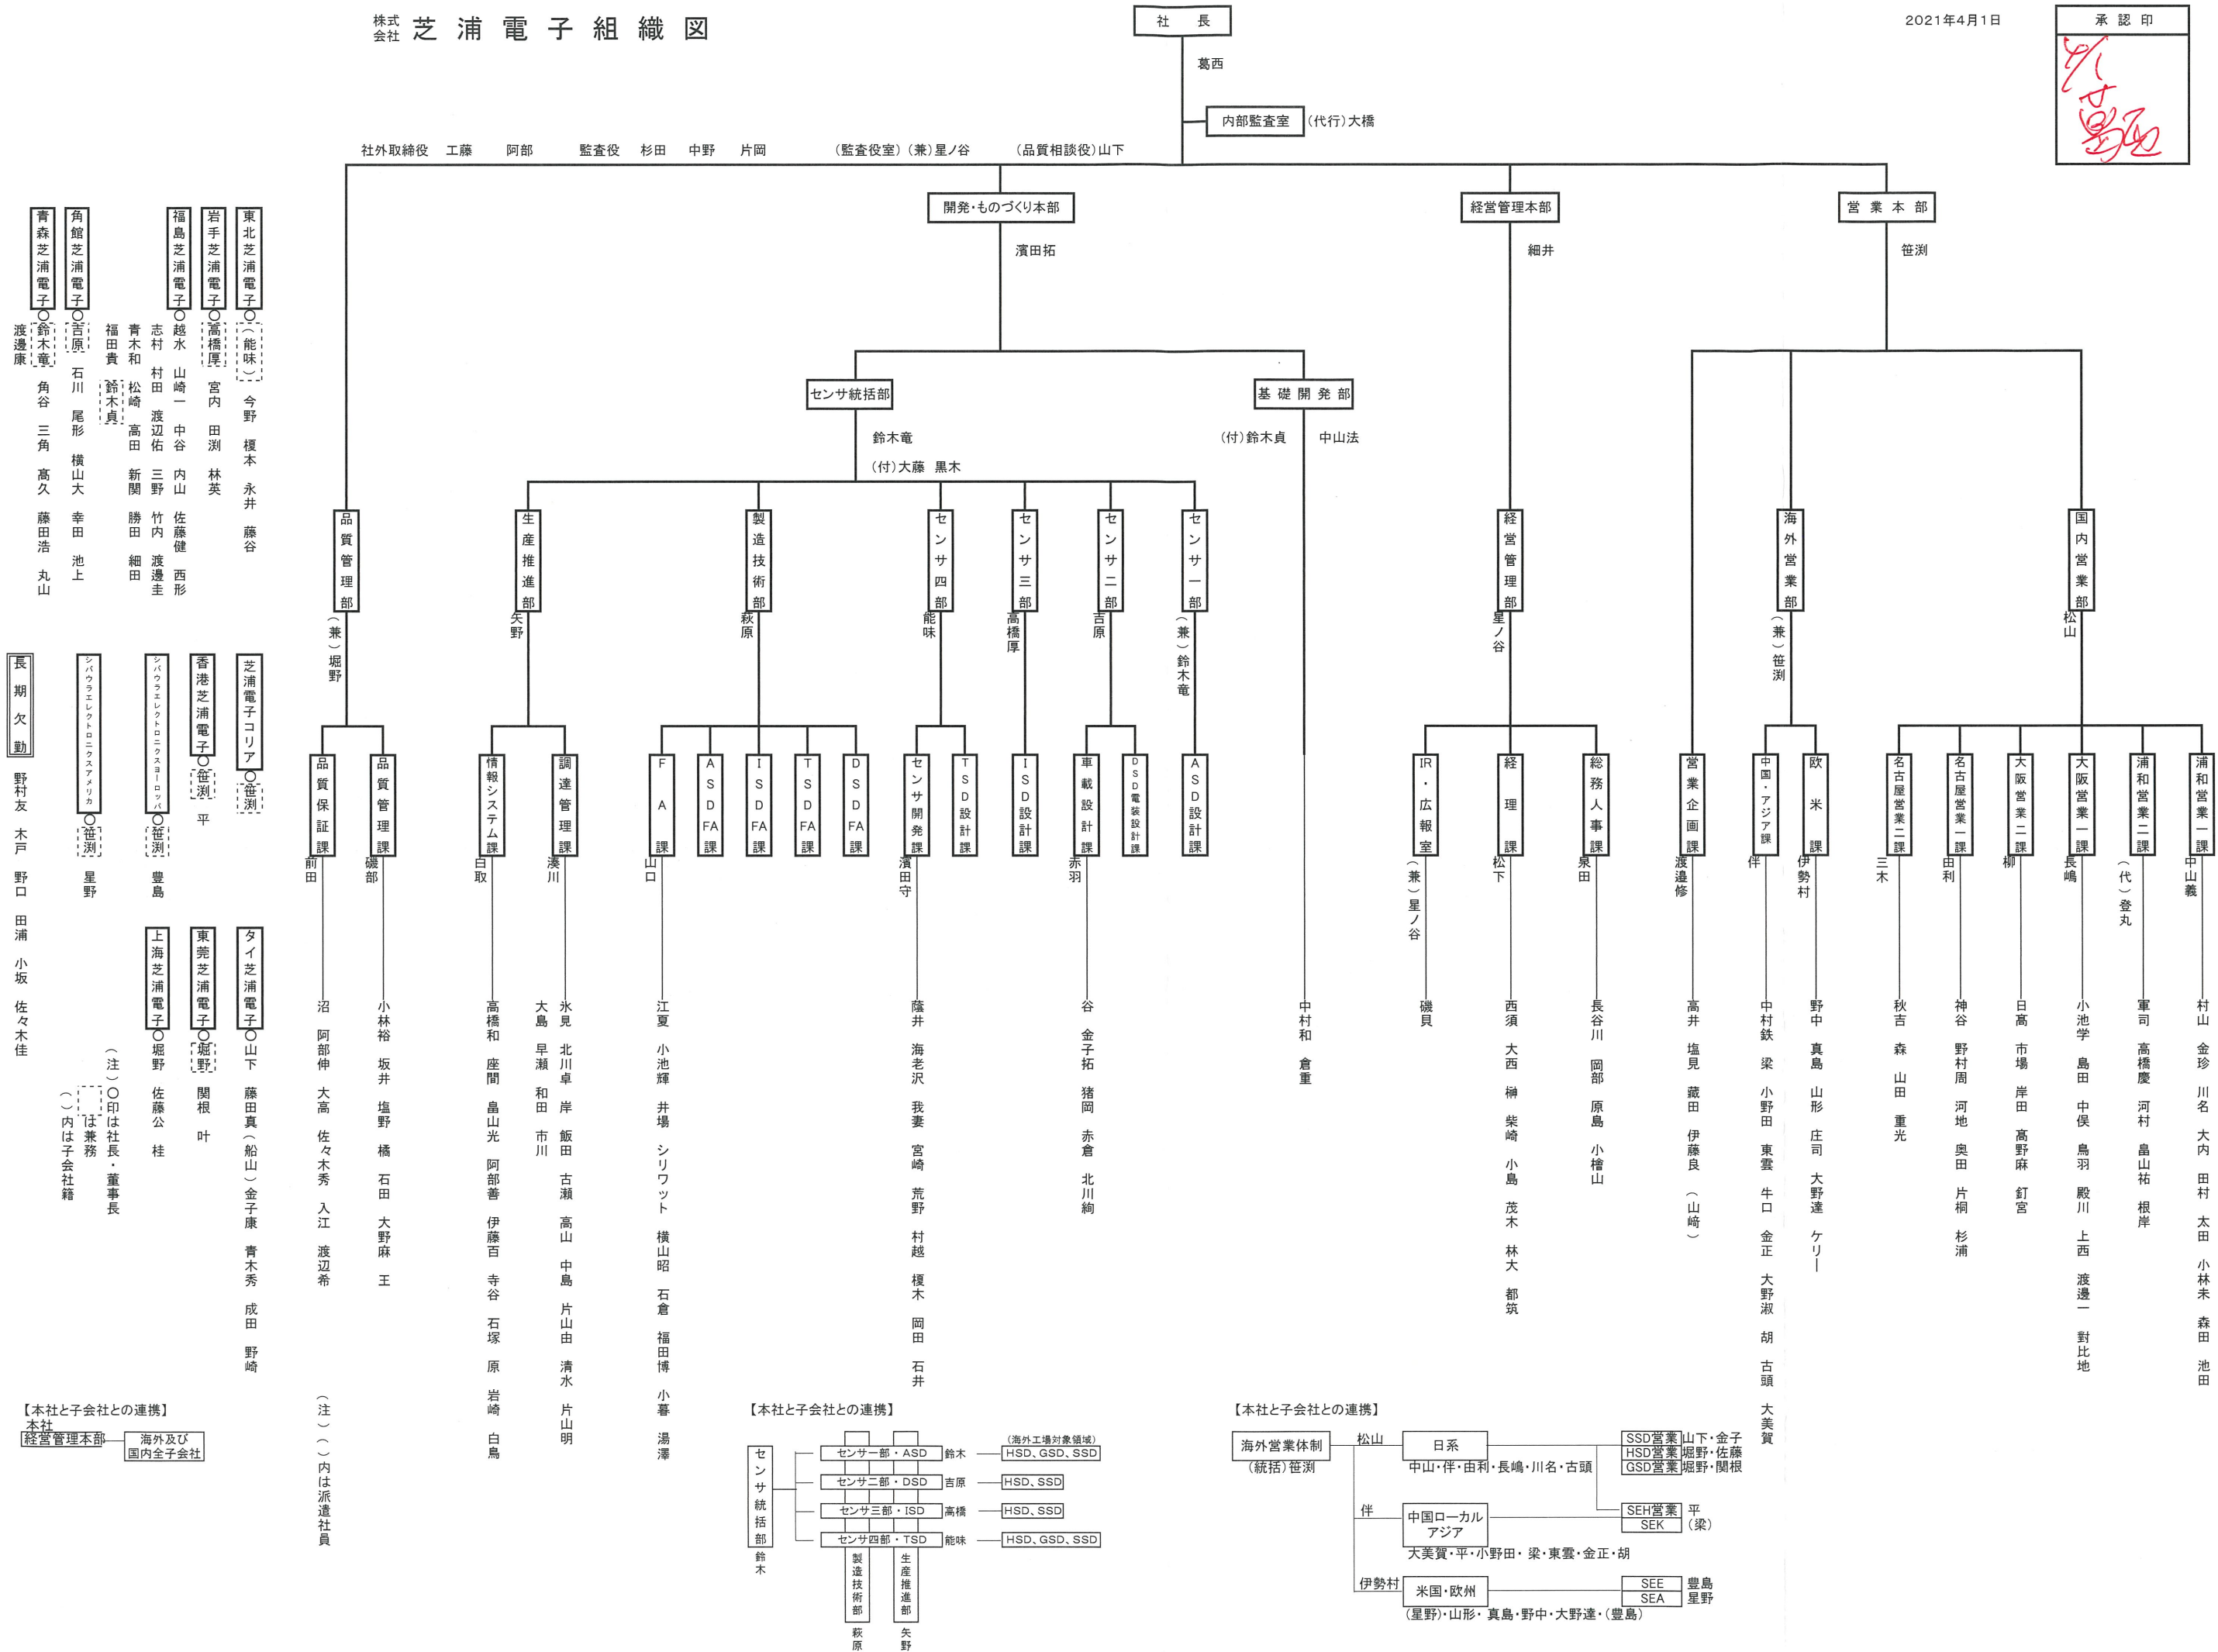 株式会社 芝浦電子組織図
社長
葛西
2021年4月1日
承認印
内部監査室 (代行)大橋
社外取締役 工藤 阿部 監査役 杉田 中野 片岡 (監査役室)(兼)星ノ谷 (品質相談役)山下
開発・ものづくり本部
濱田拓
経営管理本部
細井
営業本部
笹渕
センサ統括部
鈴木竜
(付)大藤 黒木
基礎開発部
(付)鈴木貞 中山法
中村和 倉重
東北芝浦電子○(能味) 今野 榎本 永井 藤谷
岩手芝浦電子○高橋厚 宮内 田渕 林英
福島芝浦電子○越水 山崎一 中谷 内山 佐藤健 西形
志村 村田 渡辺佑 三野 竹内 渡邊圭
青木和 松崎 高田 新関 勝田 細田
福田貴 鈴木貞
角館芝浦電子○吉原 石川 尾形 横山大 幸田 池上
青森芝浦電子○鈴木竜 角谷 三角 髙久 藤田浩 丸山
渡邊康
芝浦電子コリア○笹渕
香港芝浦電子○笹渕 平
シバウラエレクトロニクスヨーロッパ○笹渕 豊島
シバウラエレクトロニクスアメリカ○笹渕 星野
長期欠勤 野村友 木戸 野口 田浦 小坂 佐々木佳
タイ芝浦電子○山下 藤田真(船山)金子康 青木秀 成田 野崎
東莞芝浦電子○堀野 関根 叶
上海芝浦電子○堀野 佐藤公 桂
(注)○印は社長・董事長
は兼務
( )内は子会社籍
センサ一部 (兼)鈴木竜
センサ二部 吉原
センサ三部 高橋厚
センサ四部 能味
製造技術部 萩原
生産推進部 矢野
品質管理部 (兼)堀野
経営管理部 星ノ谷
海外営業部 (兼)笹渕
国内営業部 松山
浦和営業一課 中山義 村山 金珍 川名 大内 田村 太田 小林未 森田 池田
浦和営業二課 (代)登丸 軍司 高橋慶 河村 畠山祐 根岸
大阪営業一課 長嶋 小池学 島田 中俣 鳥羽 殿川 上西 渡邊一 對比地
大阪営業二課 柳 日髙 市場 岸田 髙野麻 釘宮
名古屋営業一課 由利 神谷 野村周 河地 奥田 片桐 杉浦
名古屋営業二課 三木 秋吉 森 山田 重光
欧米課 伊勢村 野中 真島 山形 庄司 大野達 ケリー
中国・アジア課 伴 中村鉄 梁 小野田 東雲 牛口 金正 大野淑 胡 古頭 大美賀
営業企画課 渡邉修 高井 塩見 藏田 伊藤良 (山﨑)
総務人事課 泉田 長谷川 岡部 原島 小檜山
経理課 松下 西須 大西 榊 柴崎 小島 茂木 林大 都筑
IR・広報室 (兼)星ノ谷 磯貝
ASD設計課
DSD電装設計課
車載設計課 赤羽 谷 金子拓 猪岡 赤倉 北川絢
ISD設計課
TSD設計課
センサ開発課 濱田守 蔭井 海老沢 我妻 宮崎 荒野 村越 榎木 岡田 石井
DSDFA課
TSDFA課
ISDFA課
ASDFA課
FA課 山口 江夏 小池輝 井場 シリワット 横山昭 石倉 福田博 小暮 湯澤
調達管理課 湊川 氷見 北川卓 岸 飯田 古瀬 高山 中島 片山由 清水 片山明
大島 早瀬 和田 市川
情報システム課 白取 高橋和 座間 畠山光 阿部善 伊藤百 寺谷 石塚 原 岩崎 白鳥
品質管理課 磯部 小林裕 坂井 塩野 橘 石田 大野麻 王
品質保証課 前田 沼 阿部伸 大高 佐々木秀 入江 渡辺希
(注)( )内は派遣社員
【本社と子会社との連携】
本社
経営管理本部
海外及び
国内全子会社
【本社と子会社との連携】
センサ統括部 鈴木
(海外工場対象領域)
センサ一部・ASD 鈴木 HSD、GSD、SSD
センサ二部・DSD 吉原 HSD、SSD
センサ三部・ISD 高橋 HSD、SSD
センサ四部・TSD 能味 HSD、GSD、SSD
製造技術部 萩原
生産推進部 矢野
【本社と子会社との連携】
海外営業体制
(統括)笹渕
松山 日系
中山・伴・由利・長嶋・川名・古頭
SSD営業 山下・金子
HSD営業 堀野・佐藤
GSD営業 堀野・関根
伴 中国ローカル
アジア
大美賀・平・小野田・梁・東雲・金正・胡
SEH営業 平
SEK (梁)
伊勢村 米国・欧州
(星野)・山形・真島・野中・大野達・(豊島)
SEE 豊島
SEA 星野